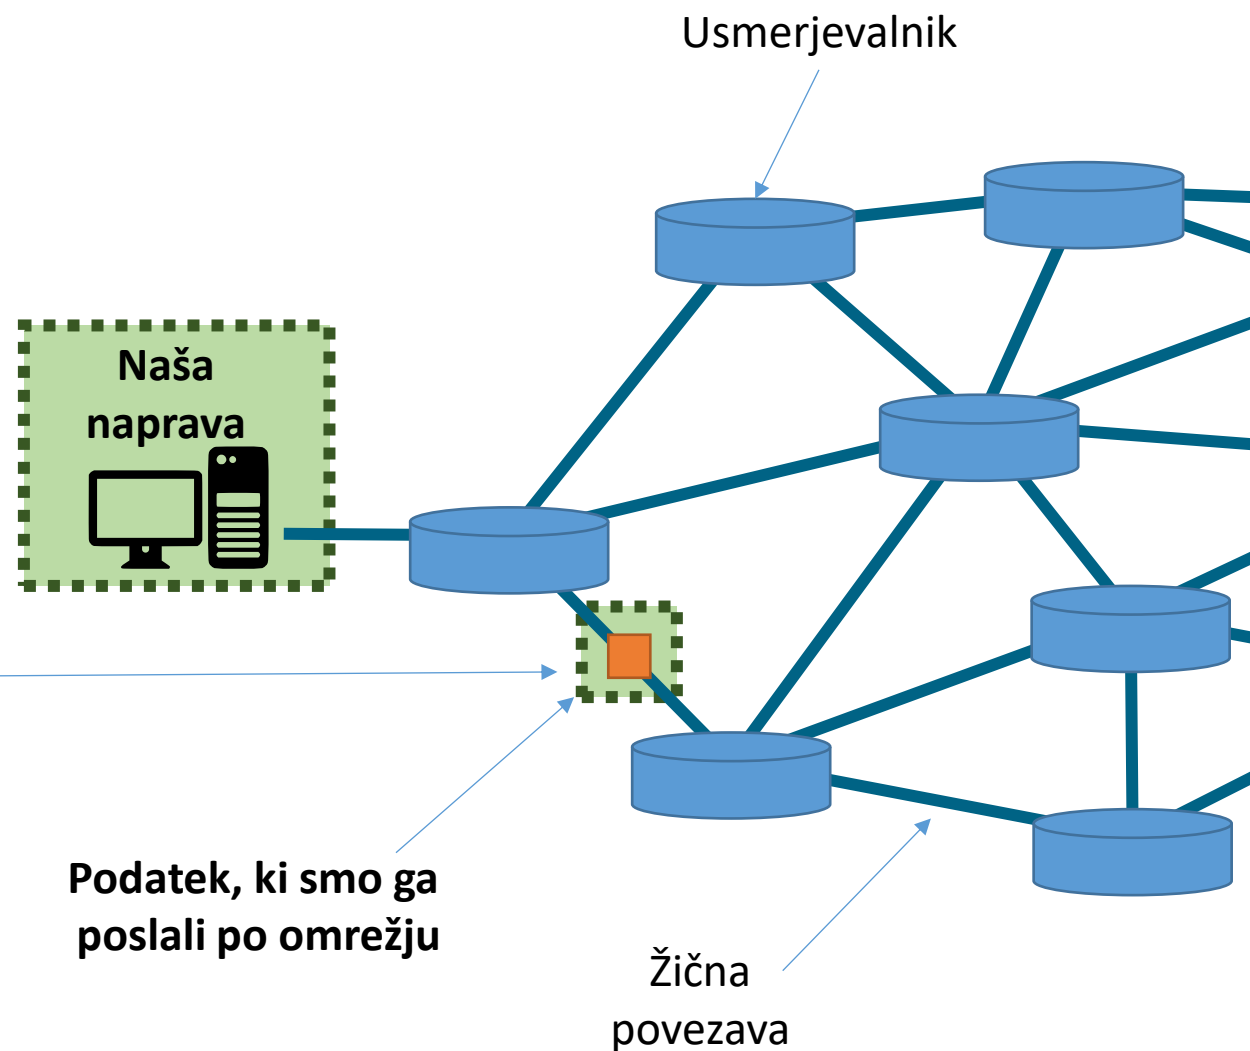 Usmerjevalnik
Naša
naprava
Podatek, ki smo ga
poslali po omrežju
Žična
povezava